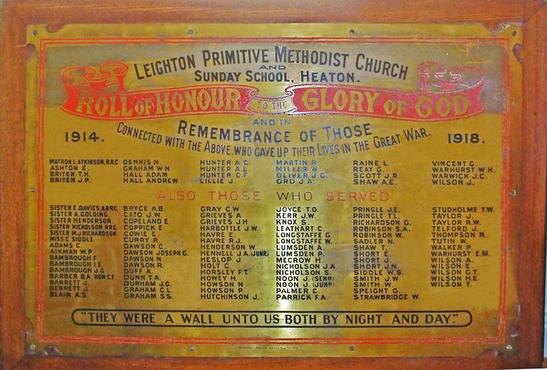 LEIGHTON PRIMITIVE METHODIST CHURCH
AND
SUNDAY SCHOOL, HEATON.
ROLL OF HONOUR TO THE GLORY OF GOD
AND IN
1914. REMEMBRANCE OF THOSE 1918.
CONNECTED WITH THE ABOVE, WHO GAVE UP THEIR LIVES IN THE GREAT WAR.
MATRON L. ATKINSON, R.R.C. DENNIS N. HUNTER A.C. MARTIN R. RAINE L. VINCENT G.
ASHTON E. GRAHAM W.N. HUNTER A.L. MILLER W. REAY G. WARHURST W.H.
BRITEN T.H. HALL ADAM HUNTER C.F. OLIVER J.G. SCOTT J.R. WARWICK J.C.
BRITEN J.P. HALL ANDREW LILLIE J. ORD J.A. SHAW A.E. WILSON J.
ALSO THOSE WHO SERVED
SISTER E. DAVIES, A.RRC. BRYCE A.B. GRAY C.W. JOYCE T.O. PRINGLE J.E. STUDHOLME T.W.
SISTER A. GOLDING CATO J.W. GRIEVES A. KERR J.W. PRINGLE T.L. TAYLOR J.
SISTER HENDERSON COPELAND E. GRIEVES J.H. KNOX S. RICHARDSON G. TAYLOR R.W.
SISTER NICHOLSON RRC COPPICK E. HARBOTTLE J.W. LEATHART G. ROBINSON S.A. TELFORD J.
SISTER M. RICHARDSON COWIE G. HAVRE E. LONGSTAFFE G. ROBINSON W. THOMPSON R.
MISS C. SIDDLE CURRY R. HAVRE R.J. LONGSTAFFE W. SADLER N. TUTIN W.
ADAMS E. DAWSON C. HENDERSON W. LUMSDEN A. SHAW T. WALKER P.
AIKMAN W.P. DAWSON JOSEPH G. HENNELL J.A. (JUNR) LUMSDEN P. SHORT E. WARHURST E.M.
BAMBROUGH F. DAWSON N. HESLOP J. MECROW H. SHORT J. WILSON A.
BAMBROUGH I. DAWSON R. HOLT C. NICHOLSON J.A. SHORT N. WILSON E.
BAMBROUGH J.G. DUFFA A. HORSLEY F.T. NICHOLSON S. SIDDLE W.S. WILSON G.T.
BARBER B.A. DUNN T.A. HOWEY H. NOON J. (SENR) SMITH J.W. WILSON H.E.
BARRETT J. DURHAM J.G. HOWSON N. NOON J. (JUNR) SMITH W. WILSON T.
BENNETT J. GRAHAM C.L. HOWSON P. PALMER C. SPEIGHT G.
BLAIR A.S. GRAHAM S.S. HUTCHINSON J. PARRICK F.A. STRAWBRIDGE W.
"THEY WERE A WALL UNTO US BOTH BY NIGHT AND DAY."